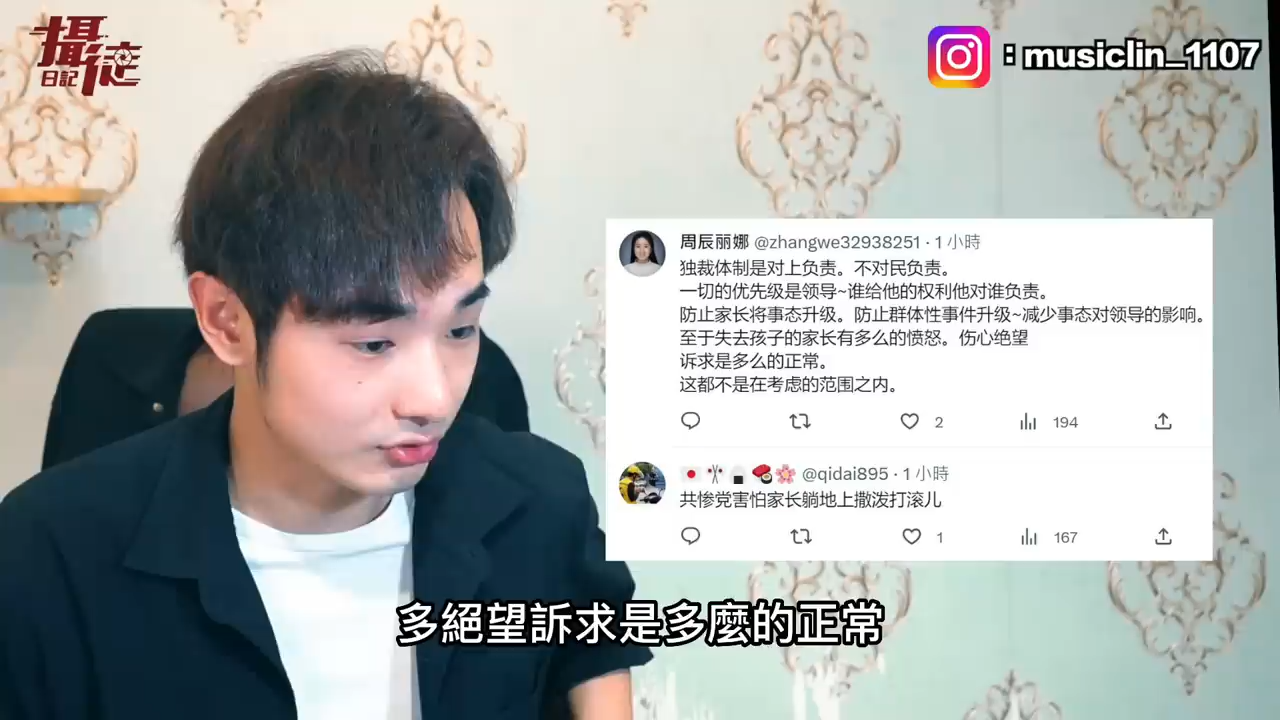 攝徒
日記
:musiclin_1107
周辰丽娜 @zhangwe32938251 · 1 小時
独裁体制是对上负责。不对民负责。
一切的优先级是领导~谁给他的权利他对谁负责。
防止家长将事态升级。防止群体性事件升级~减少事态对领导的影响。
至于失去孩子的家长有多么的愤怒。伤心绝望
诉求是多么的正常。
这都不是在考虑的范围之内。
2 194
@qidai895 · 1 小時
共惨党害怕家长躺地上撒泼打滚儿
1 167
多絕望訴求是多麼的正常